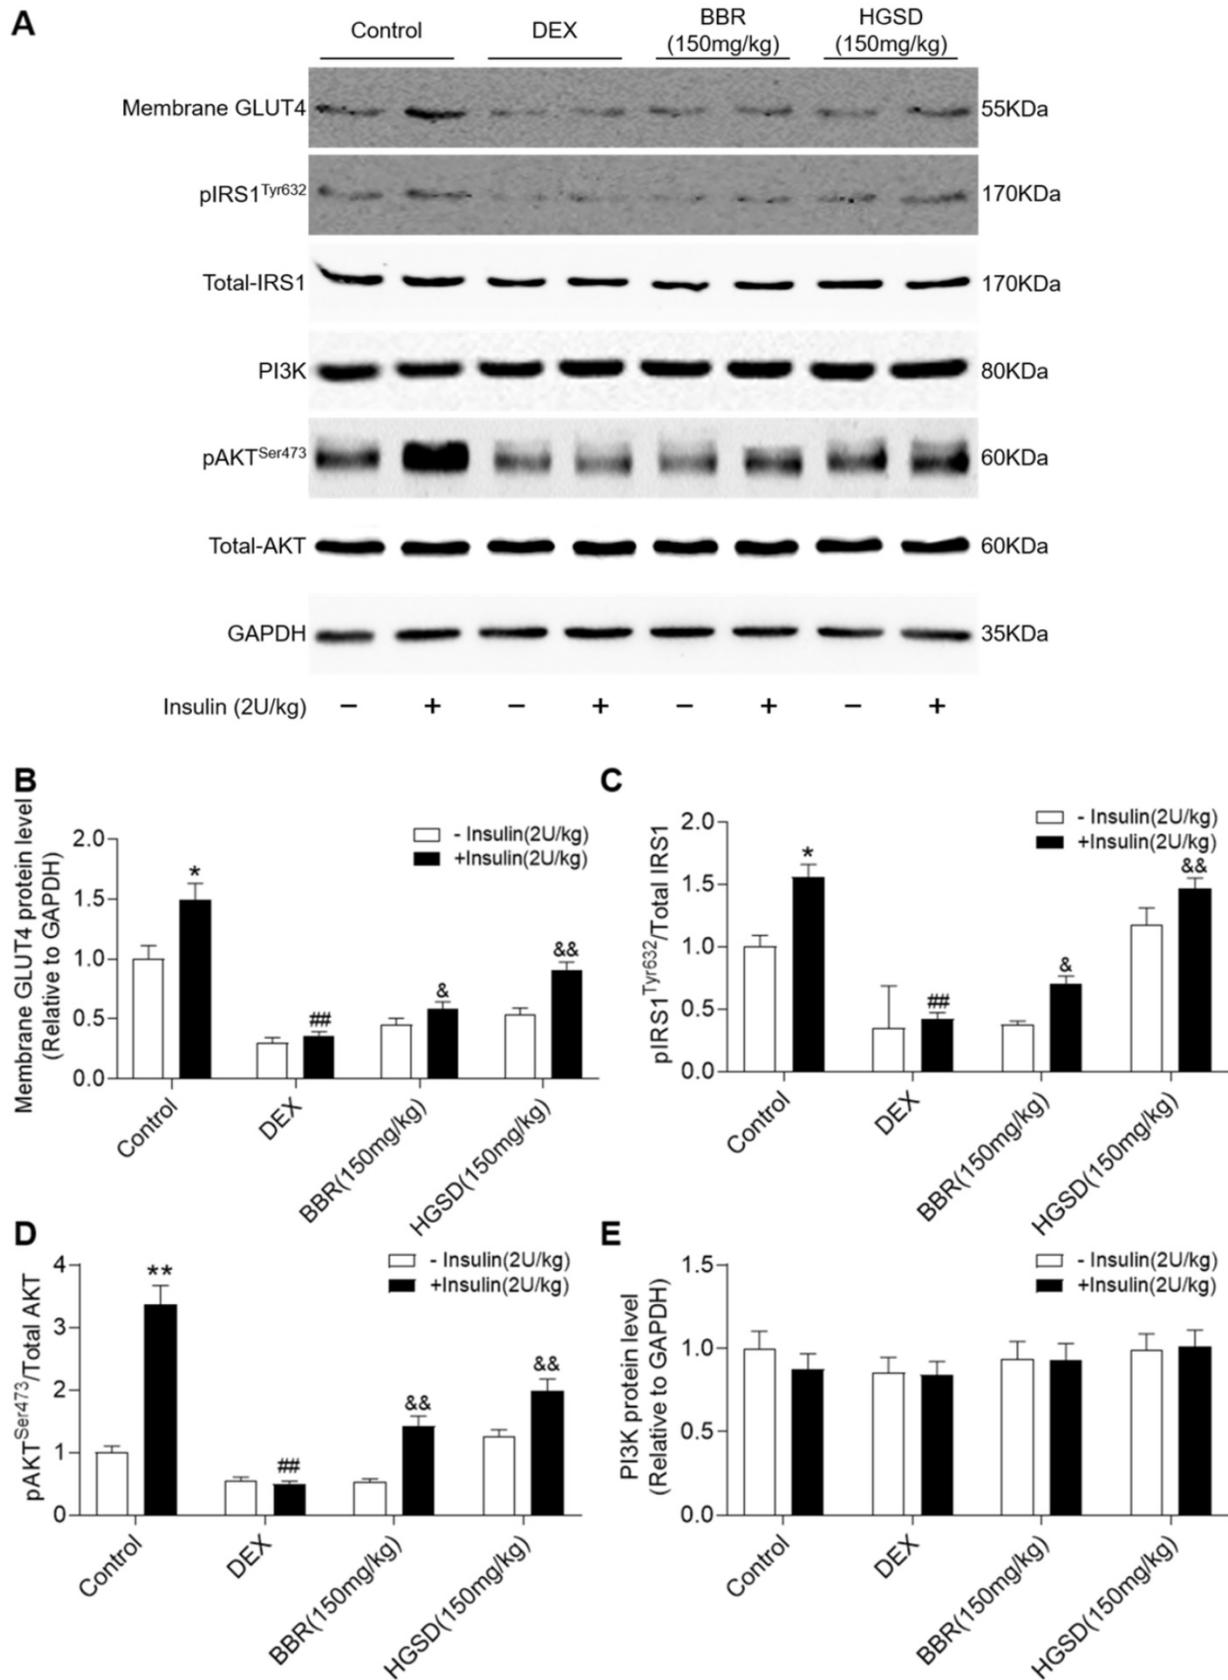 A
Control DEX BBR HGSD
(150mg/kg) (150mg/kg)
Membrane GLUT4 55KDa
pIRS1Tyr632 170KDa
Total-IRS1 170KDa
PI3K 80KDa
pAKTSer473 60KDa
Total-AKT 60KDa
GAPDH 35KDa
Insulin (2U/kg) − + − + − + − +
B
Membrane GLUT4 protein level
(Relative to GAPDH)
- Insulin(2U/kg)
+Insulin(2U/kg)
2.0
1.5
1.0
0.5
0.0
*
##
&
&&
Control
DEX
BBR(150mg/kg)
HGSD(150mg/kg)
C
pIRS1Tyr632/Total IRS1
- Insulin(2U/kg)
+Insulin(2U/kg)
2.0
1.5
1.0
0.5
0.0
*
##
&
&&
Control
DEX
BBR(150mg/kg)
HGSD(150mg/kg)
D
pAKTSer473/Total AKT
- Insulin(2U/kg)
+Insulin(2U/kg)
4
3
2
1
0
**
##
&&
&&
Control
DEX
BBR(150mg/kg)
HGSD(150mg/kg)
E
PI3K protein level
(Relative to GAPDH)
- Insulin(2U/kg)
+Insulin(2U/kg)
1.5
1.0
0.5
0.0
Control
DEX
BBR(150mg/kg)
HGSD(150mg/kg)